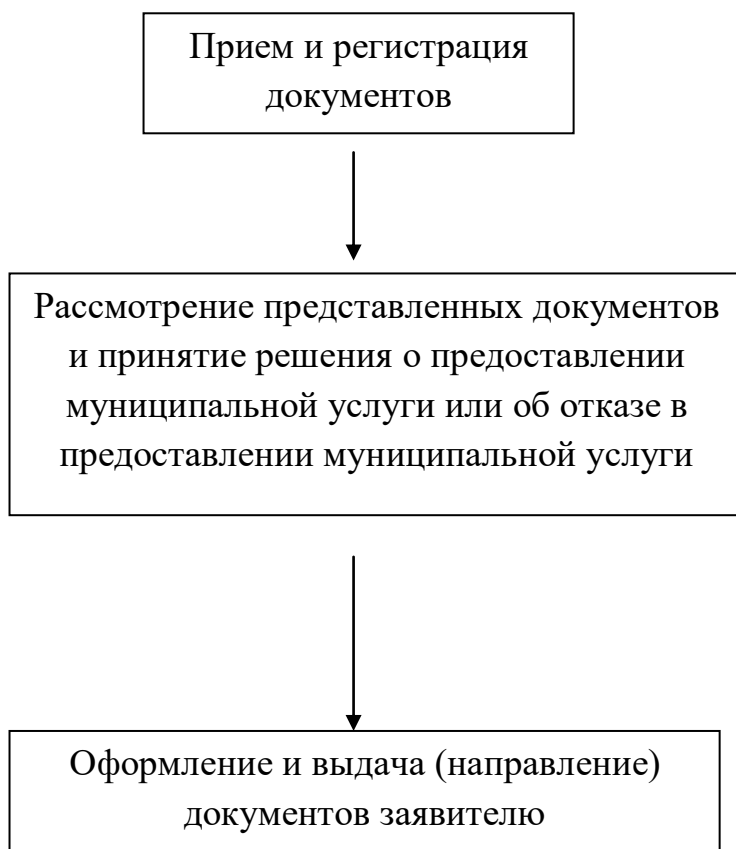 Прием и регистрация
документов
Рассмотрение представленных документов
и принятие решения о предоставлении
муниципальной услуги или об отказе в
предоставлении муниципальной услуги
Оформление и выдача (направление)
документов заявителю